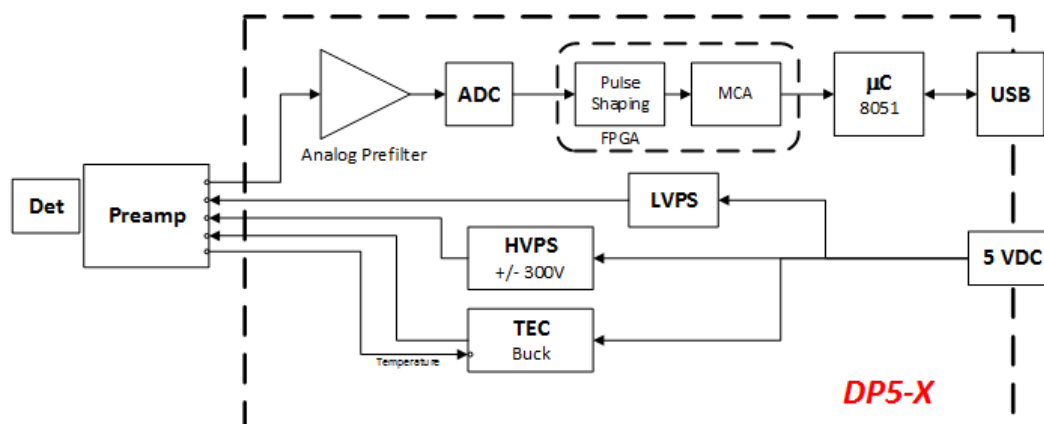 Analog Prefilter
ADC
Pulse
Shaping
MCA
FPGA
µC
8051
USB
Det
Preamp
LVPS
HVPS
+/- 300V
5 VDC
TEC
Buck
Temperature
DP5-X